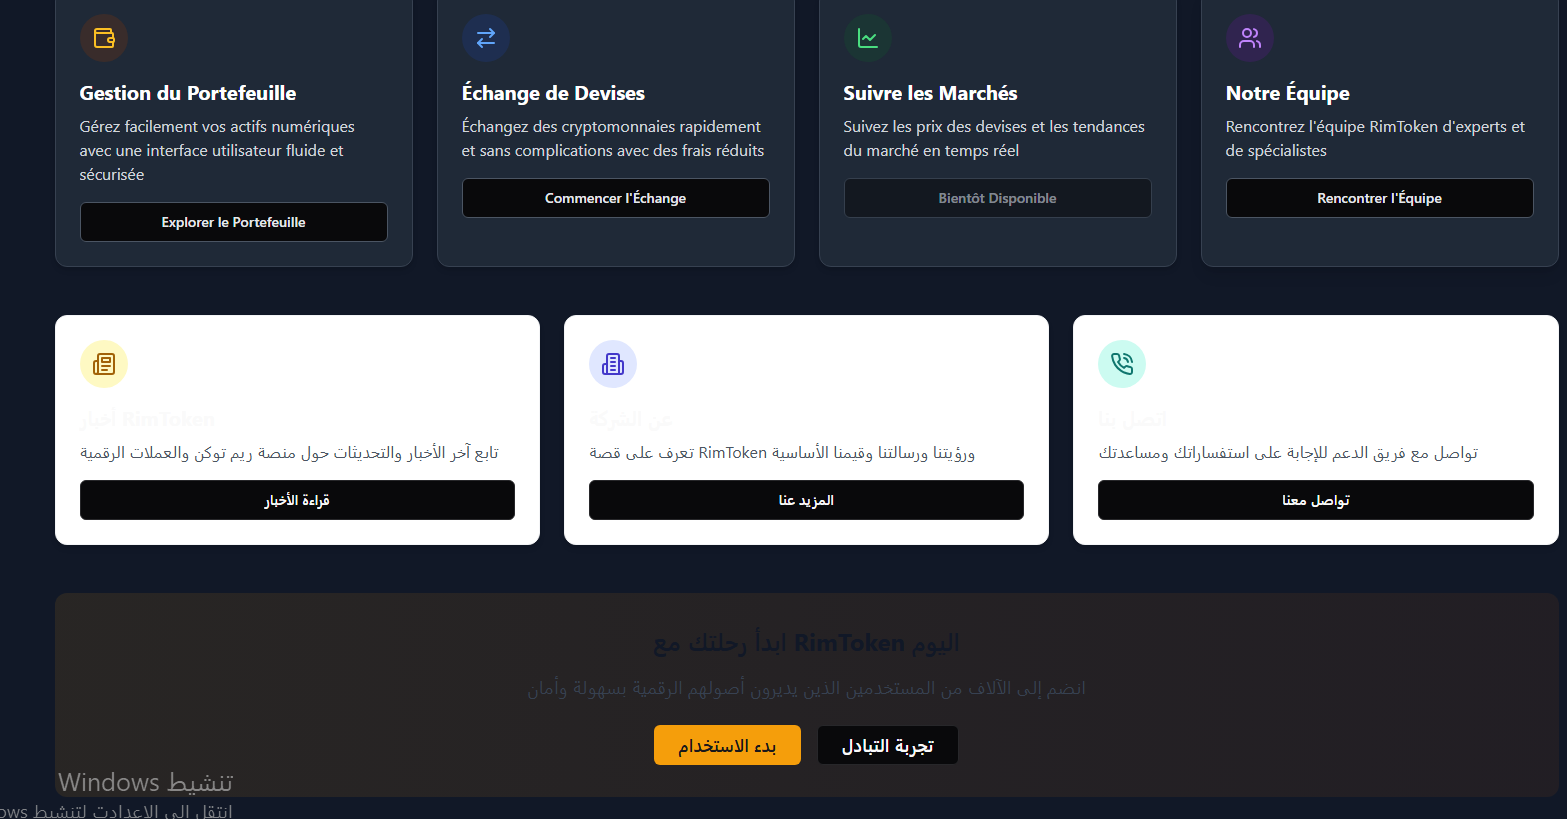 Gestion du Portefeuille
Gérez facilement vos actifs numériques
avec une interface utilisateur fluide et
sécurisée
Explorer le Portefeuille
Échange de Devises
Échangez des cryptomonnaies rapidement
et sans complications avec des frais réduits
Commencer l'Échange
Suivre les Marchés
Suivez les prix des devises et les tendances
du marché en temps réel
Bientôt Disponible
Notre Équipe
Rencontrez l'équipe RimToken d'experts et
de spécialistes
Rencontrer l'Équipe
أخبار RimToken
تابع آخر الأخبار والتحديثات حول منصة ريم توكن والعملات الرقمية
قراءة الأخبار
عن الشركة
تعرف على قصة RimToken ورؤيتنا ورسالتنا وقيمنا الأساسية
المزيد عنا
اتصل بنا
تواصل مع فريق الدعم للإجابة على استفساراتك ومساعدتك
تواصل معنا
ابدأ رحلتك مع RimToken اليوم
انضم إلى الآلاف من المستخدمين الذين يديرون أصولهم الرقمية بسهولة وأمان
بدء الاستخدام
تجربة التبادل
تنشيط Windows
انتقل إلى الإعدادات لتنشيط ows